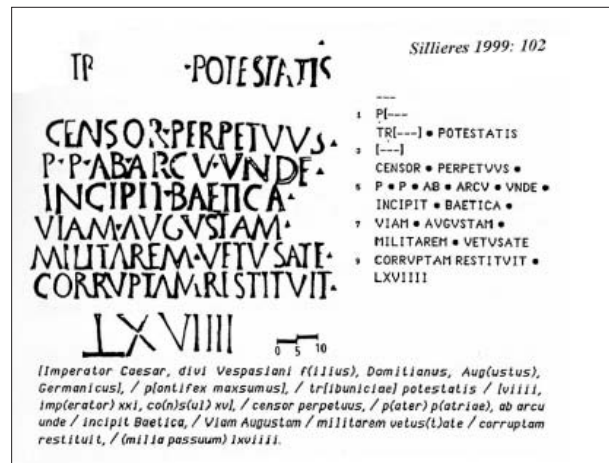 Sillieres 1999: 102
TR ·POTESTATIS
CENSOR·PERPETVVS·
P·P·AB·ARCV·VNDE·
INCIPIT·BAETICA·
VIAM·AVGVSTAM·
MILITAREM·VETVSATE·
CORRVPTAM·RESTITVIT·
⊥XVIIII
0 5 10
---
1 P[---
TR[---] • POTESTATIS
3 [---]
CENSOR • PERPETVVS •
5 P • P • AB • ARCV • VNDE •
INCIPIT • BAETICA •
7 VIAM • AVGVSTAM •
MILITAREM • VETVSATE
9 CORRVPTAM RESTITVIT •
LXVIIII
[Imperator Caesar, divi Vespasiani f(ilius), Domitianus, Aug(ustus),
Germanicus], / p[ontifex maxsumus], / tr[ibuniciae] potestatis / [viiii,
imp(erator) xxi, co(n)s(ul) xv], / censor perpetuus, / p(ater) p(atriae), ab arcu
unde / incipit Baetica, / Viam Augustam / militarem vetus(t)ate / corruptam
restituit, / (milia passuum) lxviiii.